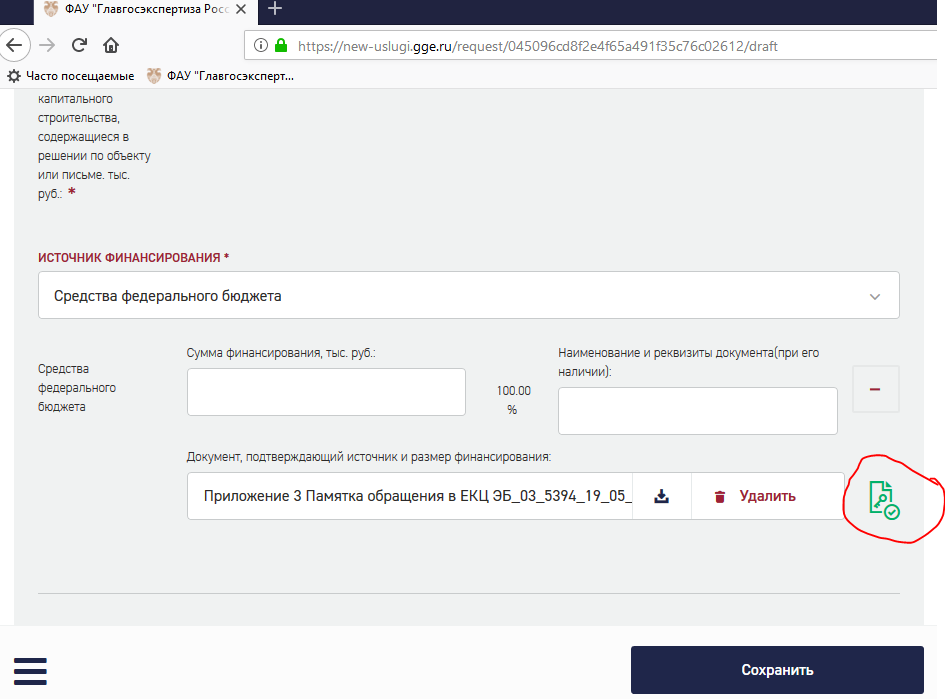 ФАУ "Главгосэкспертиза Росс
https://new-uslugi.gge.ru/request/045096cd8f2e4f65a491f35c76c02612/draft
Часто посещаемые
ФАУ "Главгосэксперт...
капитального
строительства,
содержащиеся в
решении по объекту
или письме. тыс.
руб.: *
ИСТОЧНИК ФИНАНСИРОВАНИЯ *
Средства федерального бюджета
Средства
федерального
бюджета
Сумма финансирования, тыс. руб.:
100.00
%
Наименование и реквизиты документа(при его
наличии):
Документ, подтверждающий источник и размер финансирования:
Приложение 3 Памятка обращения в ЕКЦ ЭБ_03_5394_19_05_
Удалить
Сохранить